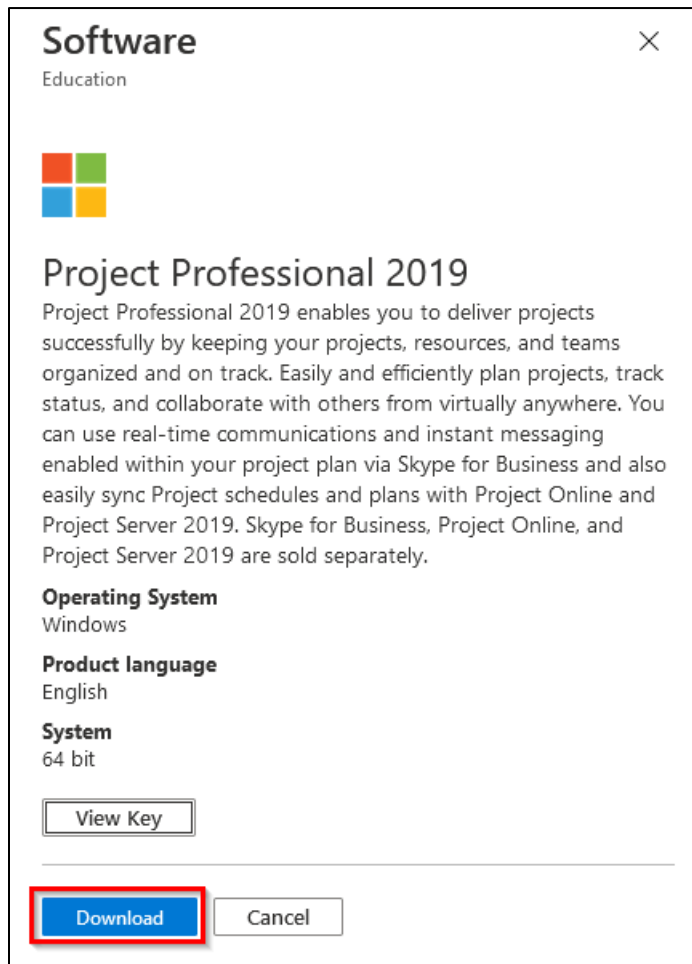 Software
Education
Project Professional 2019
Project Professional 2019 enables you to deliver projects
successfully by keeping your projects, resources, and teams
organized and on track. Easily and efficiently plan projects, track
status, and collaborate with others from virtually anywhere. You
can use real-time communications and instant messaging
enabled within your project plan via Skype for Business and also
easily sync Project schedules and plans with Project Online and
Project Server 2019. Skype for Business, Project Online, and
Project Server 2019 are sold separately.
Operating System
Windows
Product language
English
System
64 bit
View Key
Download Cancel